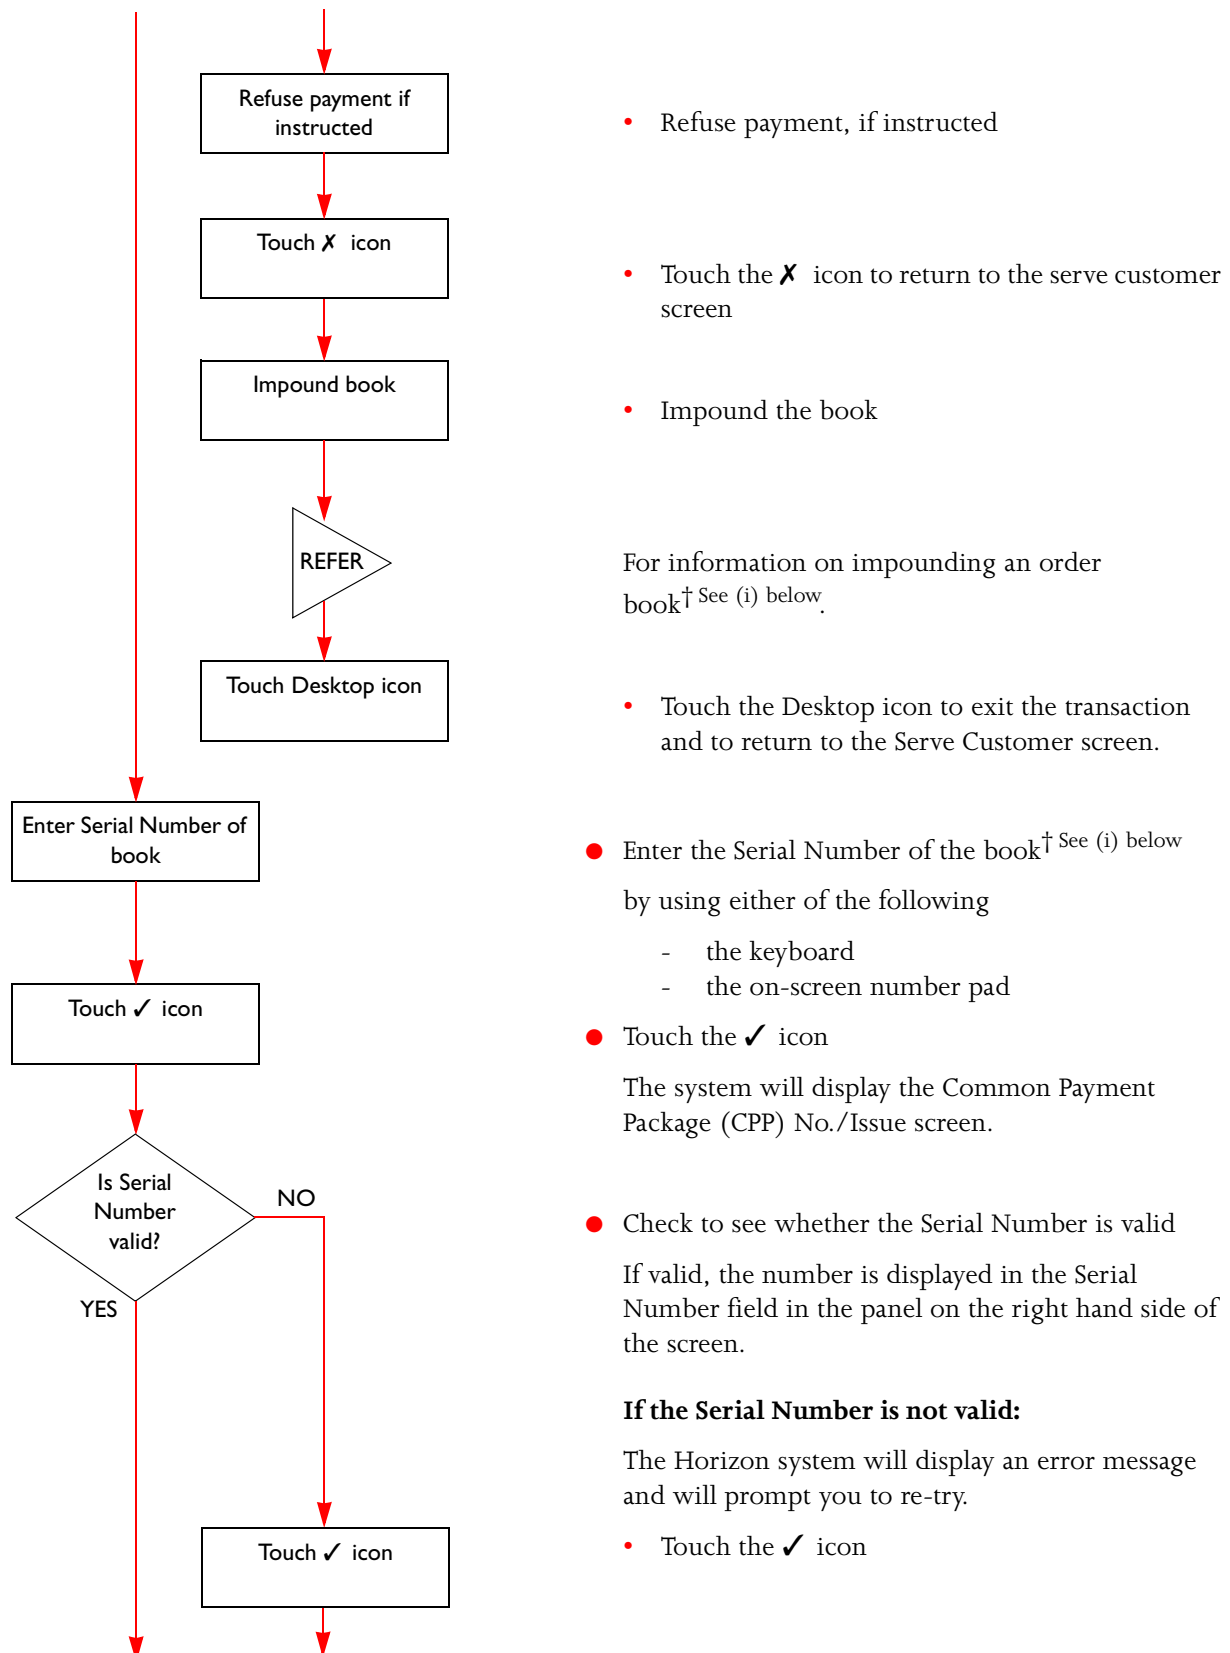 Refuse payment if
instructed
• Refuse payment, if instructed
Touch ✗ icon
• Touch the ✗ icon to return to the serve customer
screen
Impound book
• Impound the book
REFER
For information on impounding an order
book† See (i) below.
Touch Desktop icon
• Touch the Desktop icon to exit the transaction
and to return to the Serve Customer screen.
Enter Serial Number of
book
● Enter the Serial Number of the book† See (i) below
by using either of the following
- the keyboard
- the on-screen number pad
Touch ✓ icon
● Touch the ✓ icon
The system will display the Common Payment
Package (CPP) No./Issue screen.
Is Serial
Number
valid?
NO
YES
● Check to see whether the Serial Number is valid
If valid, the number is displayed in the Serial
Number field in the panel on the right hand side of
the screen.
If the Serial Number is not valid:
The Horizon system will display an error message
and will prompt you to re-try.
Touch ✓ icon
• Touch the ✓ icon